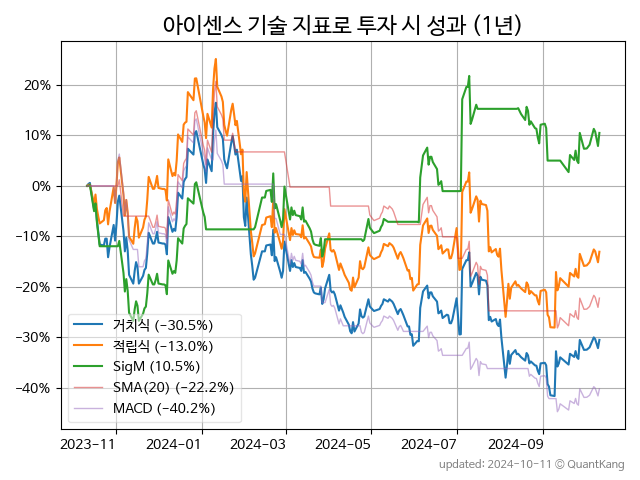 아이센스 기술 지표로 투자 시 성과 (1년)
20%
10%
0%
−10%
−20%
−30%
−40%
거치식 (−30.5%)
적립식 (−13.0%)
SigM (10.5%)
SMA(20) (−22.2%)
MACD (−40.2%)
2023−11 2024−01 2024−03 2024−05 2024−07 2024−09
updated: 2024-10-11 © QuantKang